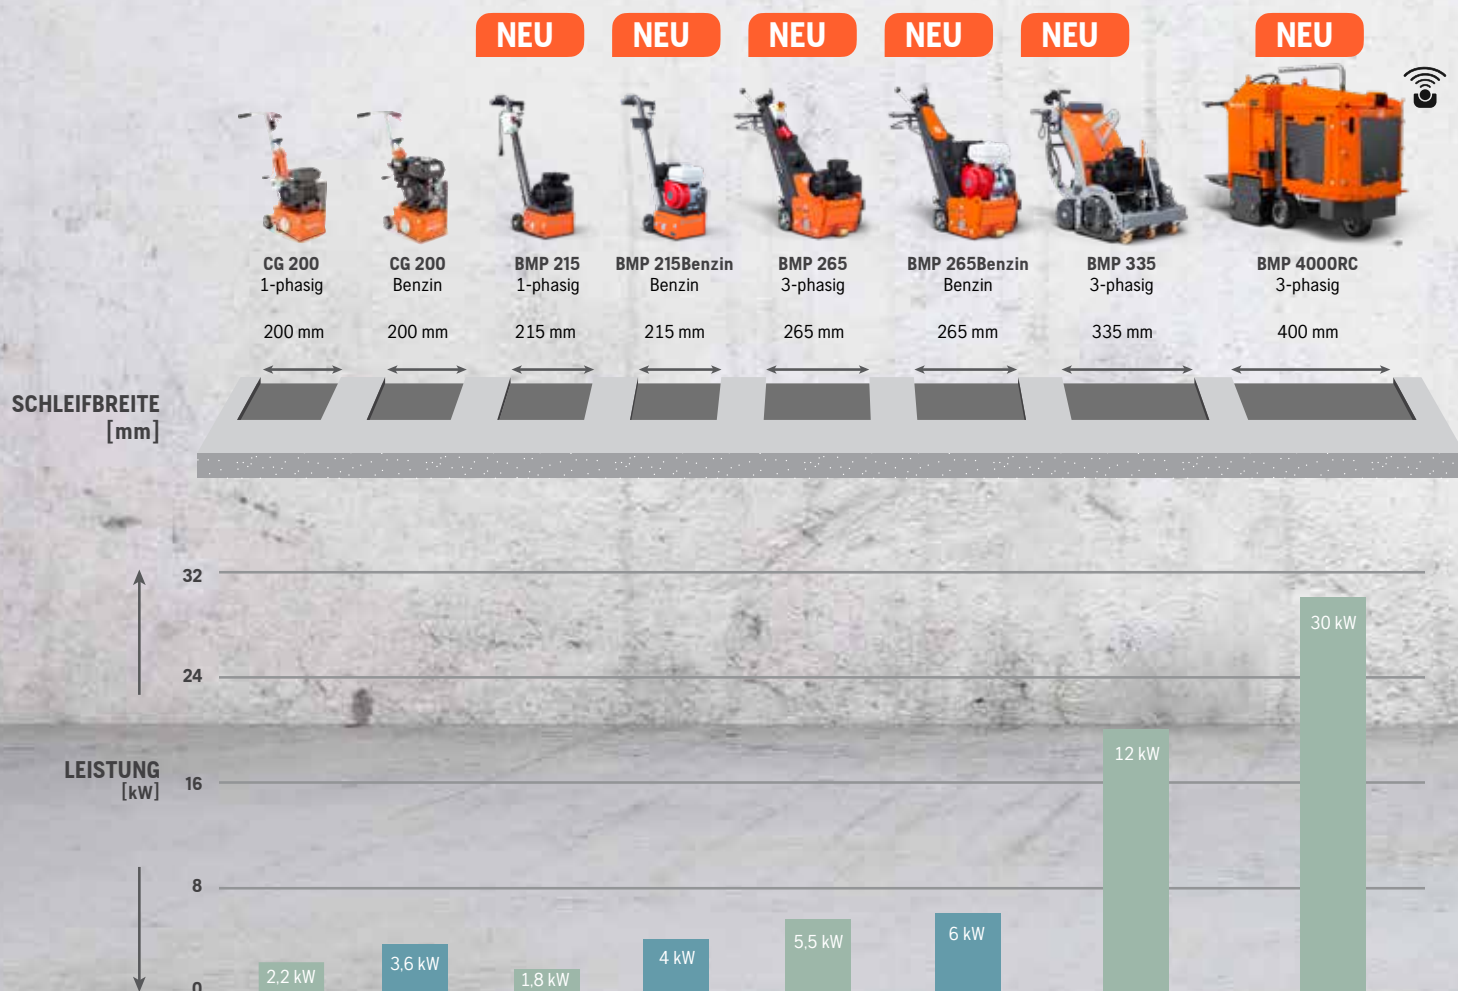 NEU NEU NEU NEU NEU NEU
CG 200 CG 200 BMP 215 BMP 215Benzin BMP 265 BMP 265Benzin BMP 335 BMP 4000RC
1-phasig Benzin 1-phasig Benzin 3-phasig Benzin 3-phasig 3-phasig
200 mm 200 mm 215 mm 215 mm 265 mm 265 mm 335 mm 400 mm
SCHLEIFBREITE
[mm]
32
30 kW
24
12 kW
LEISTUNG
[kW]
16
8
6 kW
5,5 kW
4 kW
3,6 kW
2,2 kW
1,8 kW
0